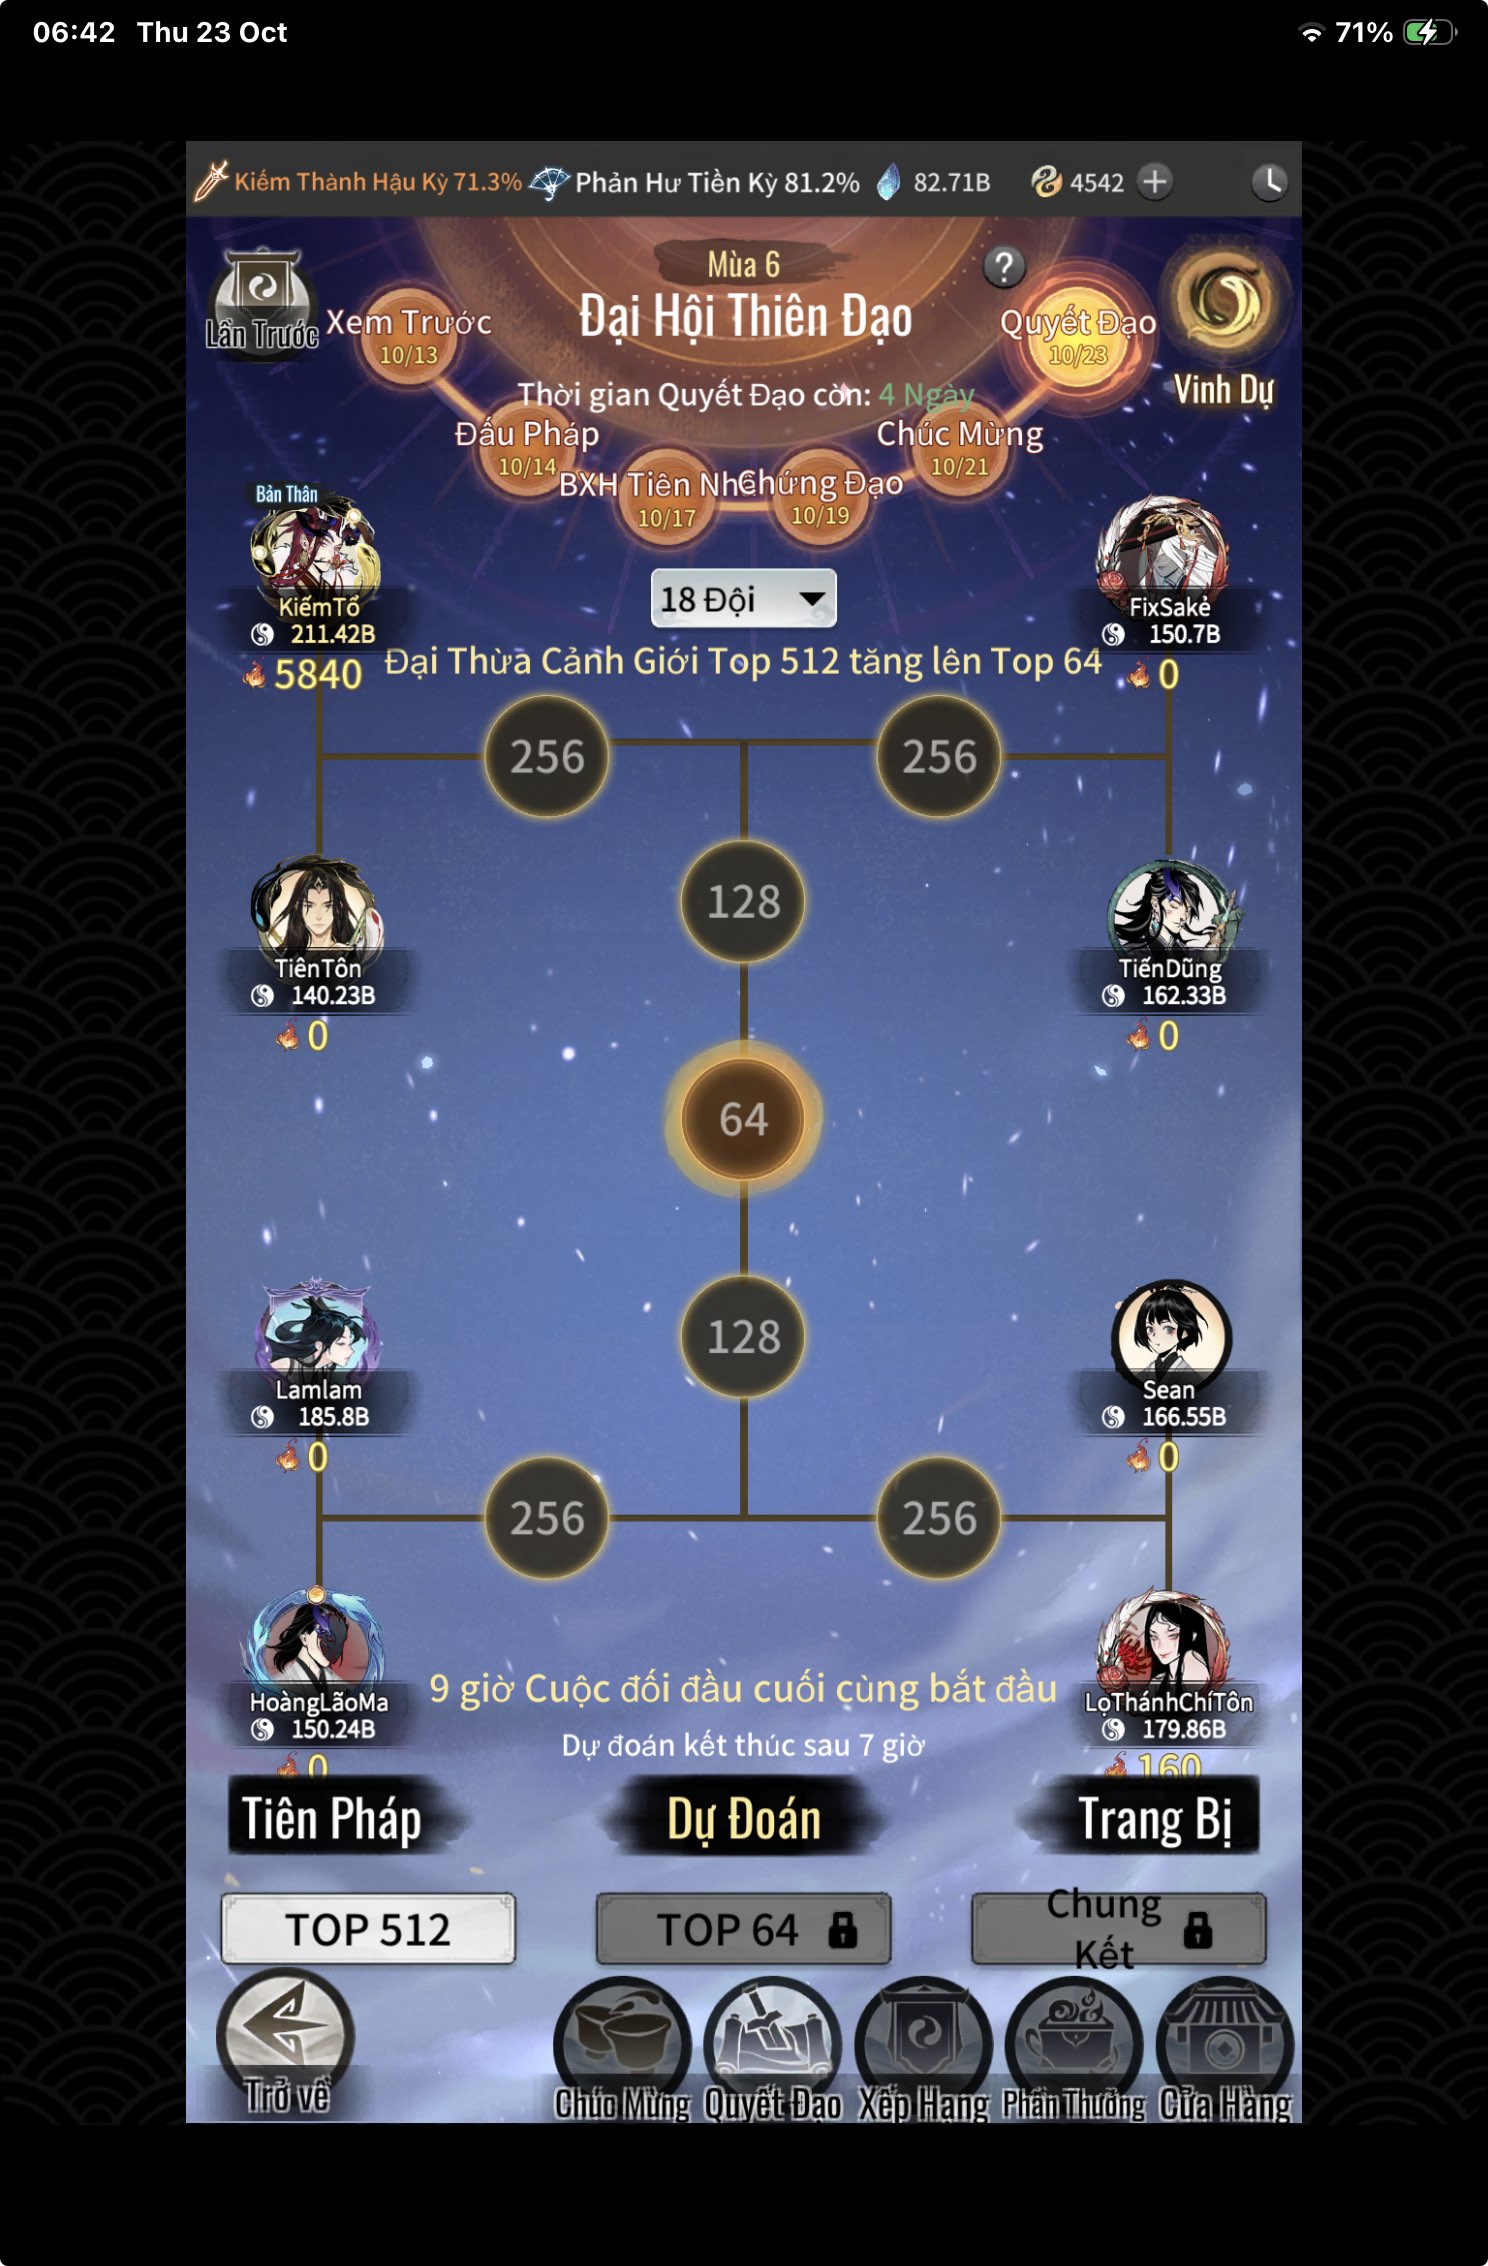 06:42 Thu 23 Oct
71%
Kiếm Thành Hậu Kỳ 71.3%
Phản Hư Tiền Kỳ 81.2%
82.71B
4542
Mùa 6
?
Đại Hội Thiên Đạo
Lần Trước
Xem Trước
10/13
Quyết Đạo
10/23
Vinh Dự
Thời gian Quyết Đạo còn: 4 Ngày
Đấu Pháp
10/14
Chúc Mừng
10/21
BXH Tiên Nh
10/17
Chứng Đạo
10/19
Bản Thân
KiếmTổ
211.42B
5840
18 Đội
FixSakẻ
150.7B
0
Đại Thừa Cảnh Giới Top 512 tăng lên Top 64
256
256
128
TiênTôn
140.23B
0
TiếnDũng
162.33B
0
64
128
Lamlam
185.8B
0
Sean
166.55B
0
256
256
HoàngLãoMa
150.24B
0
9 giờ Cuộc đối đầu cuối cùng bắt đầu
Dự đoán kết thúc sau 7 giờ
LọThánhChíTôn
179.86B
160
Tiên Pháp
Dự Đoán
Trang Bị
TOP 512
TOP 64
Chung
Kết
Trở về
Chúc Mừng
Quyết Đạo
Xếp Hạng
Phần Thưởng
Cửa Hàng